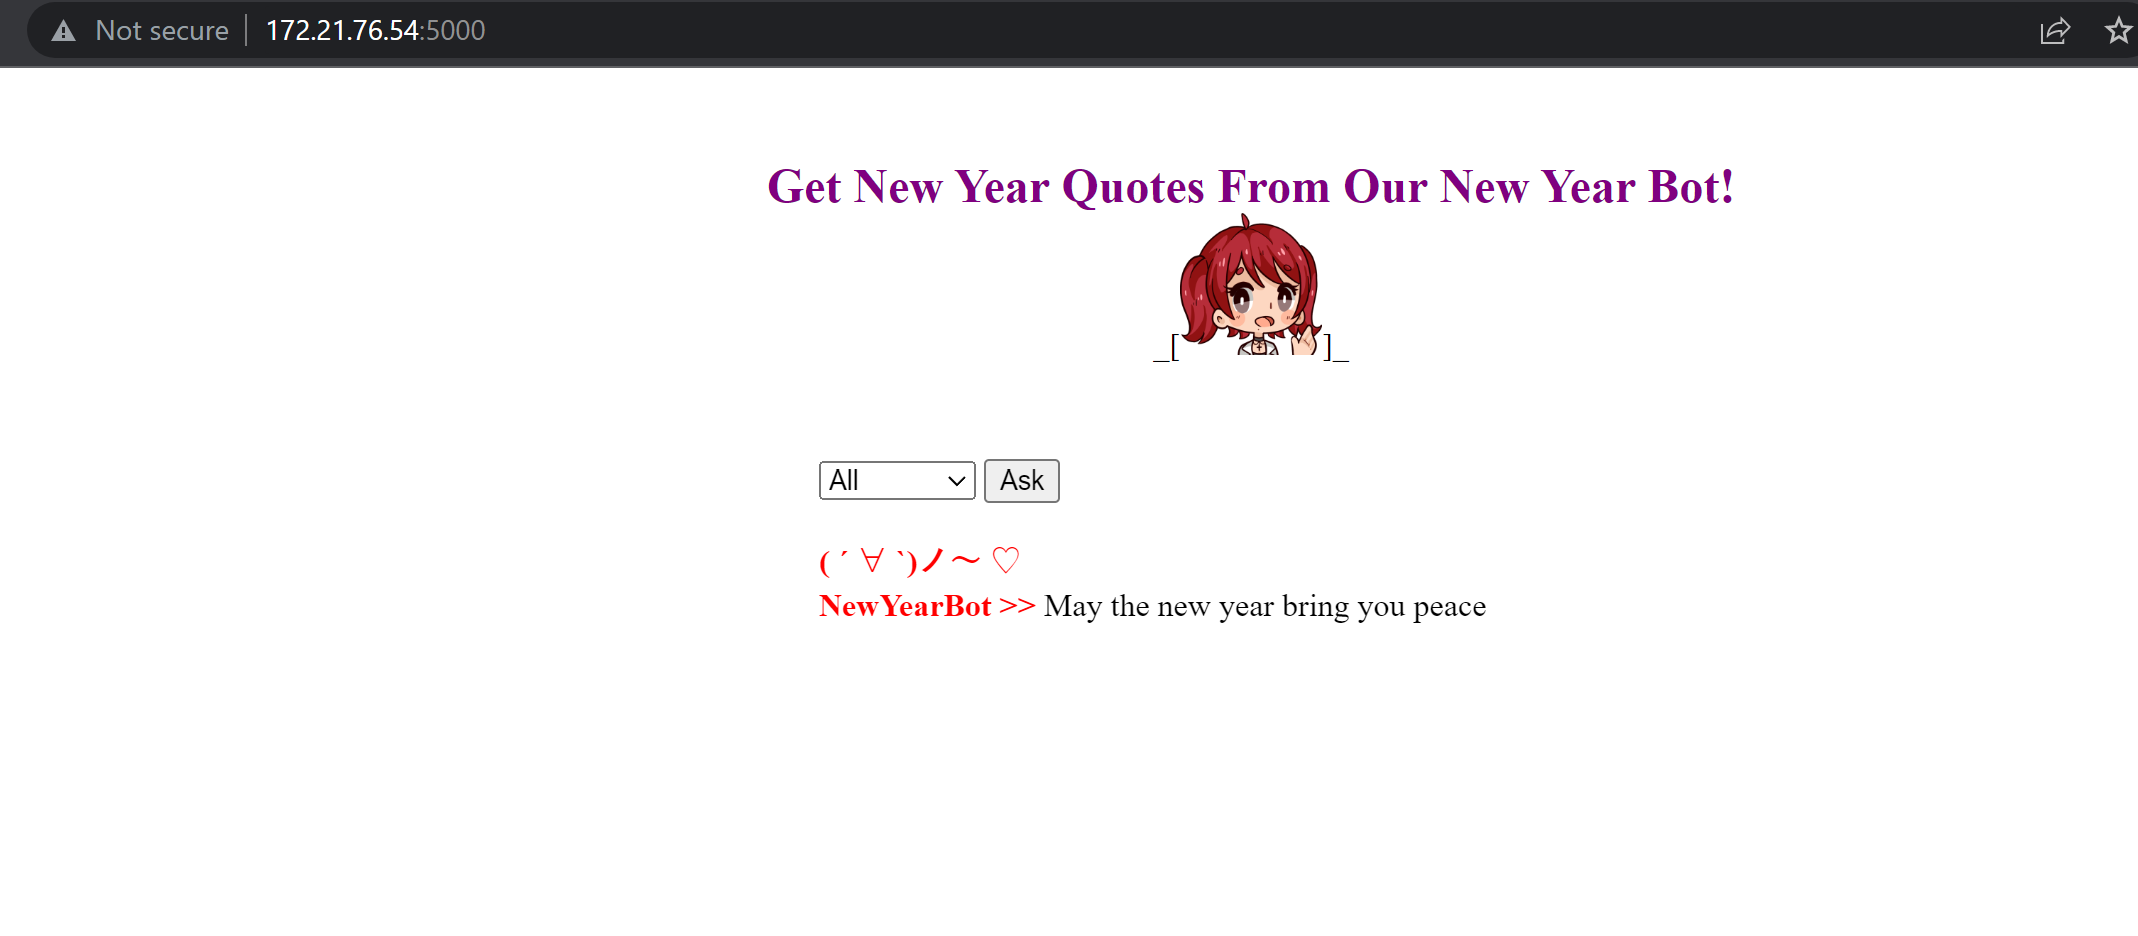 Not secure 172.21.76.54:5000
Get New Year Quotes From Our New Year Bot!
_[ ]_
All Ask
( ´ ∀ `)ノ～ ♡
NewYearBot >> May the new year bring you peace